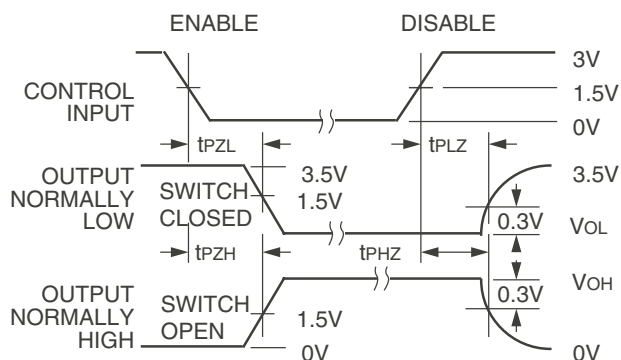 ENABLE DISABLE
3V
CONTROL
INPUT
1.5V
0V
tPZL tPLZ
OUTPUT
NORMALLY
LOW
SWITCH
CLOSED
3.5V
1.5V
3.5V
0.3V
VOL
tPZH tPHZ
OUTPUT
NORMALLY
HIGH
SWITCH
OPEN
1.5V
0V
0.3V
VOH
0V